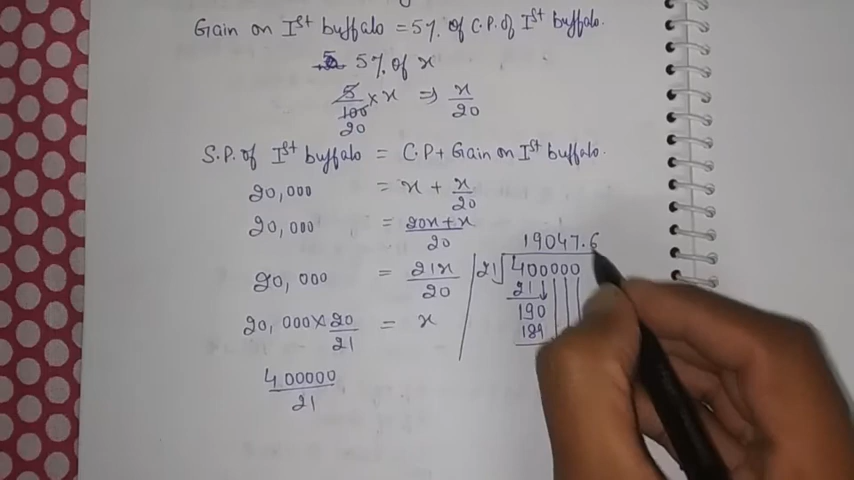 Gain on Ist buffalo = 5% of C.P. of Ist buffalo.
5% of x
5/100 × x ⇒ x/20
20
S.P. of Ist buffalo = C.P + Gain on Ist buffalo.
20,000 = x + x/20
20,000 = 20x + x/20
19047.6
20,000 = 21x/20
21 400000
21
190
189
20,000 × 20/21 = x
400000/21